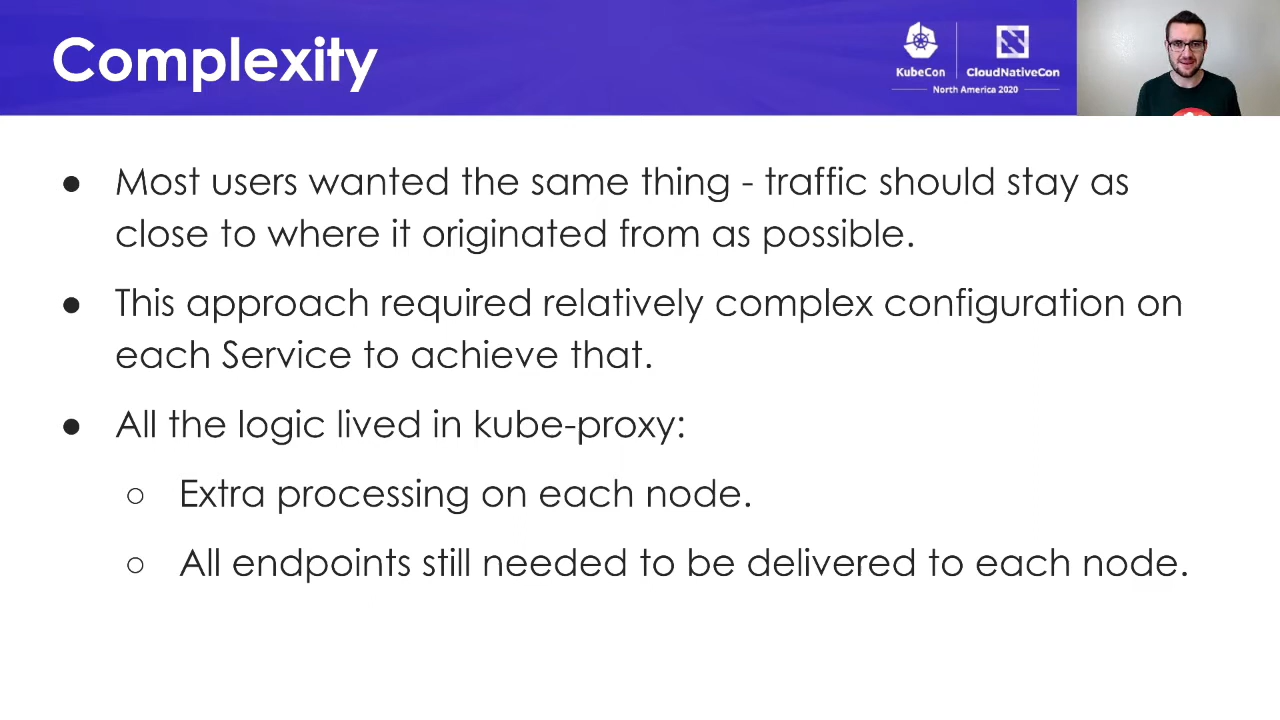 Complexity
KubeCon
CloudNativeCon
North America 2020
● Most users wanted the same thing - traffic should stay as
close to where it originated from as possible.
● This approach required relatively complex configuration on
each Service to achieve that.
● All the logic lived in kube-proxy:
○ Extra processing on each node.
○ All endpoints still needed to be delivered to each node.